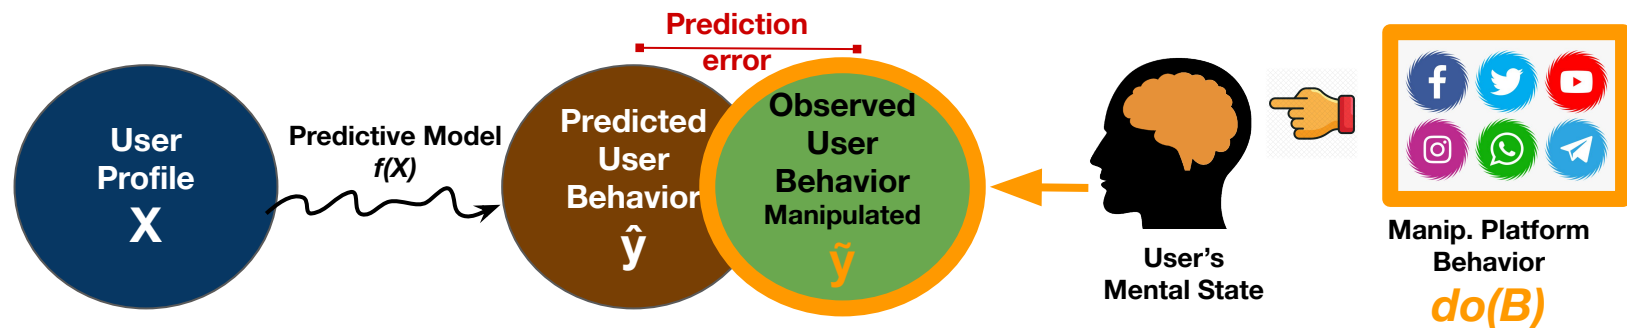 User
Profile
X
Predictive Model
f(X)
Prediction
error
Predicted
User
Behavior
ŷ
Observed
User
Behavior
Manipulated
ỹ
User’s
Mental State
Manip. Platform
Behavior
do(B)